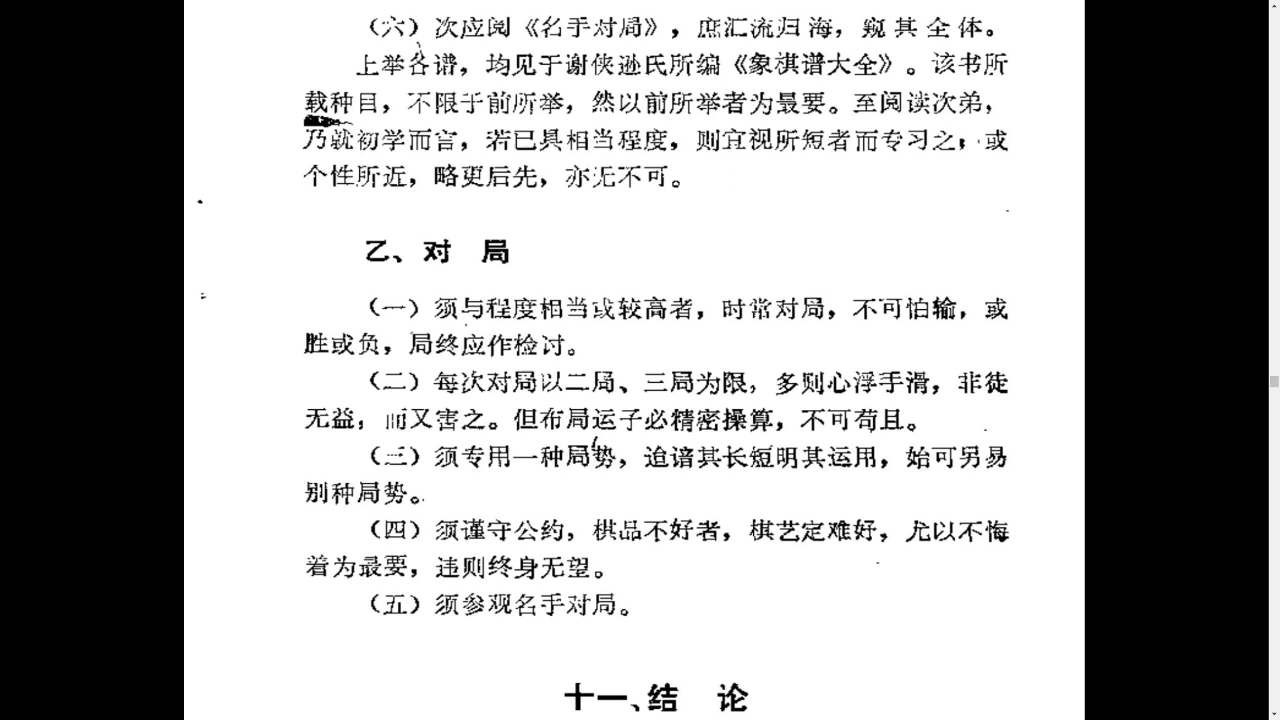 （六）次应阅《名手对局》，庶汇流归海，窥其全体。
上举各谱，均见于谢侠逊氏所编《象棋谱大全》。该书所
载种目，不限于前所举，然以前所举者为最要。至阅读次弟，
乃就初学而言，若已具相当程度，则宜视所短者而专习之；或
个性所近，略更后先，亦无不可。
乙、对 局
（一）须与程度相当或较高者，时常对局，不可怕输，或
胜或负，局终应作检讨。
（二）每次对局以二局、三局为限，多则心浮手滑，非徒
无益，而又害之。但布局运子必精密操算，不可苟且。
（三）须专用一种局势，迨谙其长短明其运用，始可另易
别种局势。
（四）须谨守公约，棋品不好者，棋艺定难好，尤以不悔
着为最要，违则终身无望。
（五）须参观名手对局。
十一、结 论